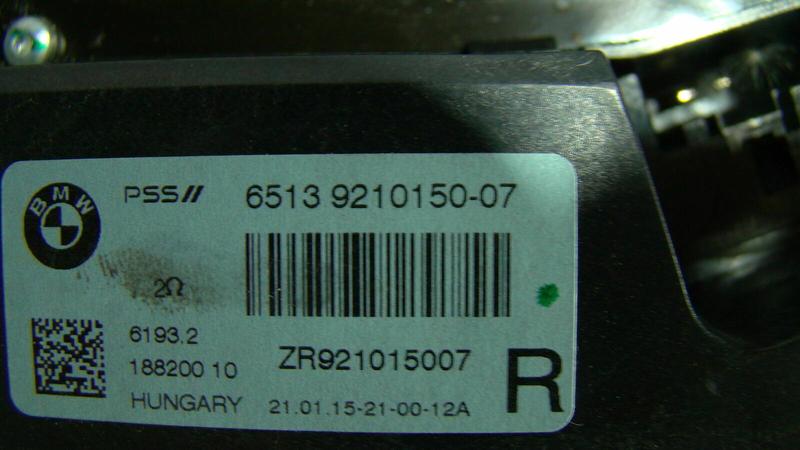 BMW
PSS// 6513 9210150-07
2Ω
6193.2
188200 10
ZR921015007
R
HUNGARY 21.01.15-21-00-12A